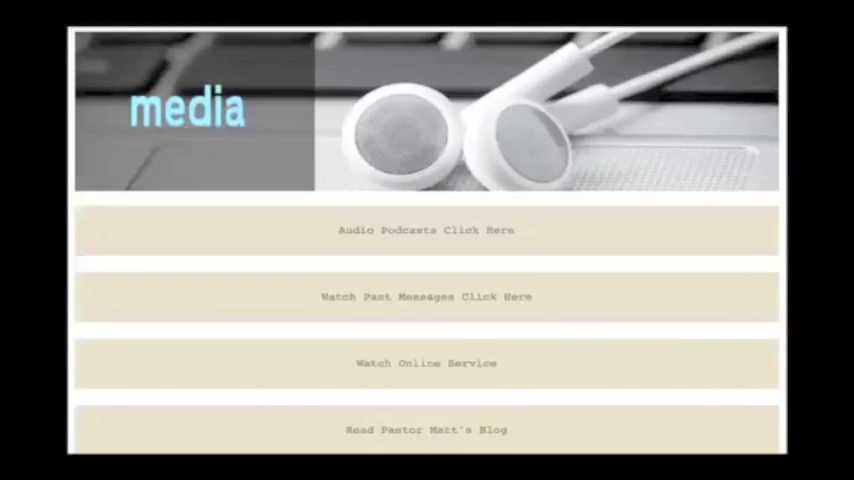 media
Audio Podcasts Click Here
Watch Past Messages Click Here
Watch Online Service
Read Pastor Matt's Blog